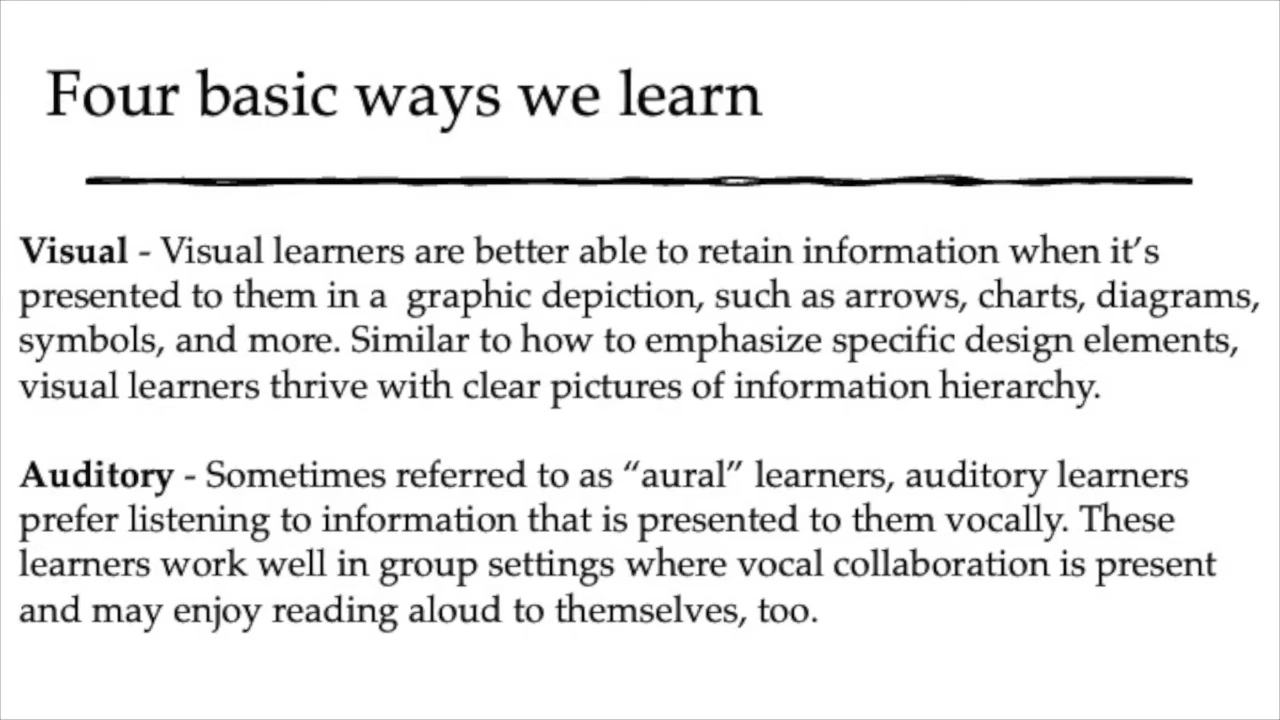 Four basic ways we learn
Visual - Visual learners are better able to retain information when it’s
presented to them in a  graphic depiction, such as arrows, charts, diagrams,
symbols, and more. Similar to how to emphasize specific design elements,
visual learners thrive with clear pictures of information hierarchy.
Auditory - Sometimes referred to as “aural” learners, auditory learners
prefer listening to information that is presented to them vocally. These
learners work well in group settings where vocal collaboration is present
and may enjoy reading aloud to themselves, too.